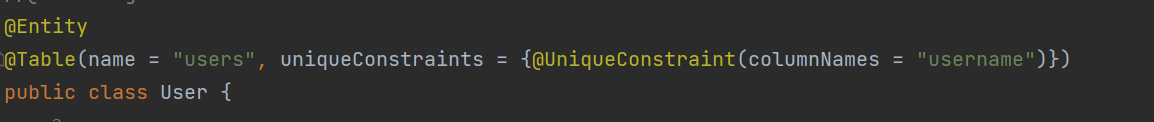 @Entity
@Table(name = "users", uniqueConstraints = {@UniqueConstraint(columnNames = "username")})
public class User {